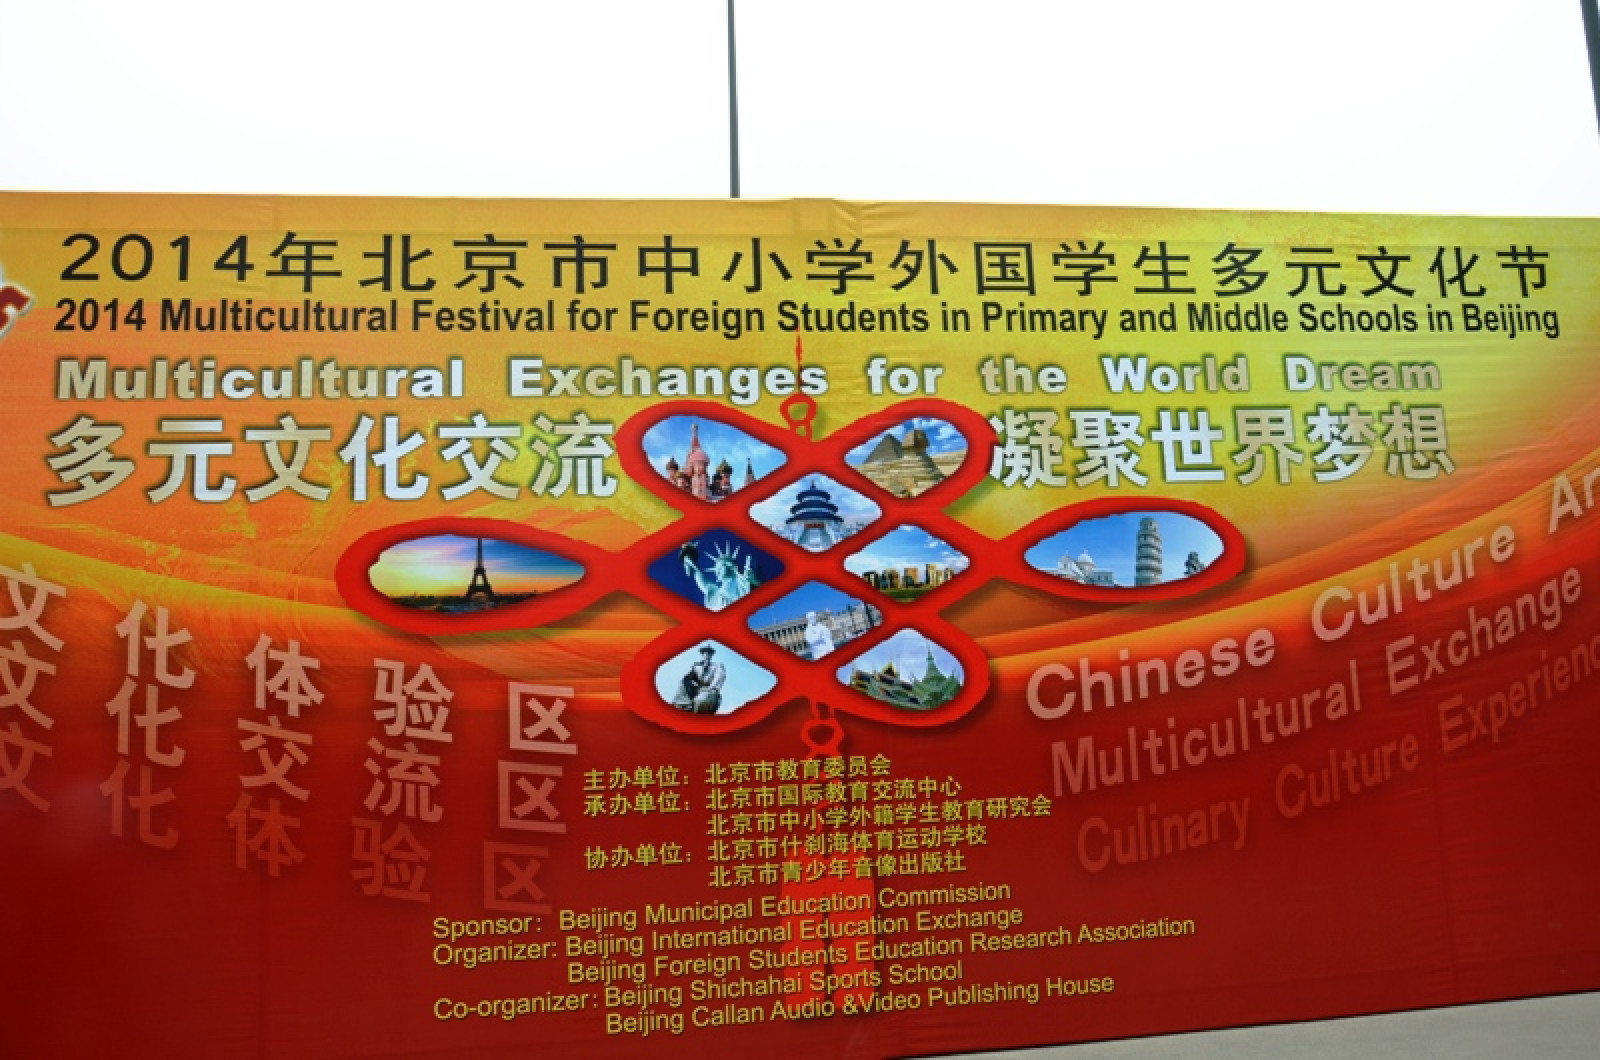 2014年北京市中小学外国学生多元文化节
2014 Multicultural Festival for Foreign Students in Primary and Middle Schools in Beijing
Multicultural Exchanges for the World Dream
多元文化交流 凝聚世界梦想
文化体验区
文化交流区
文化体验区
Chinese Culture
Multicultural Exchange
Culinary Culture
主办单位：北京市教育委员会
承办单位：北京市国际教育交流中心
北京市中小学外籍学生教育研究会
协办单位：北京市什刹海体育运动学校
北京市青少年音像出版社
Sponsor: Beijing Municipal Education Commission
Organizer: Beijing International Education Exchange
Beijing Foreign Students Education Research Association
Co-organizer: Beijing Shichahai Sports School
Beijing Callan Audio &Video Publishing House